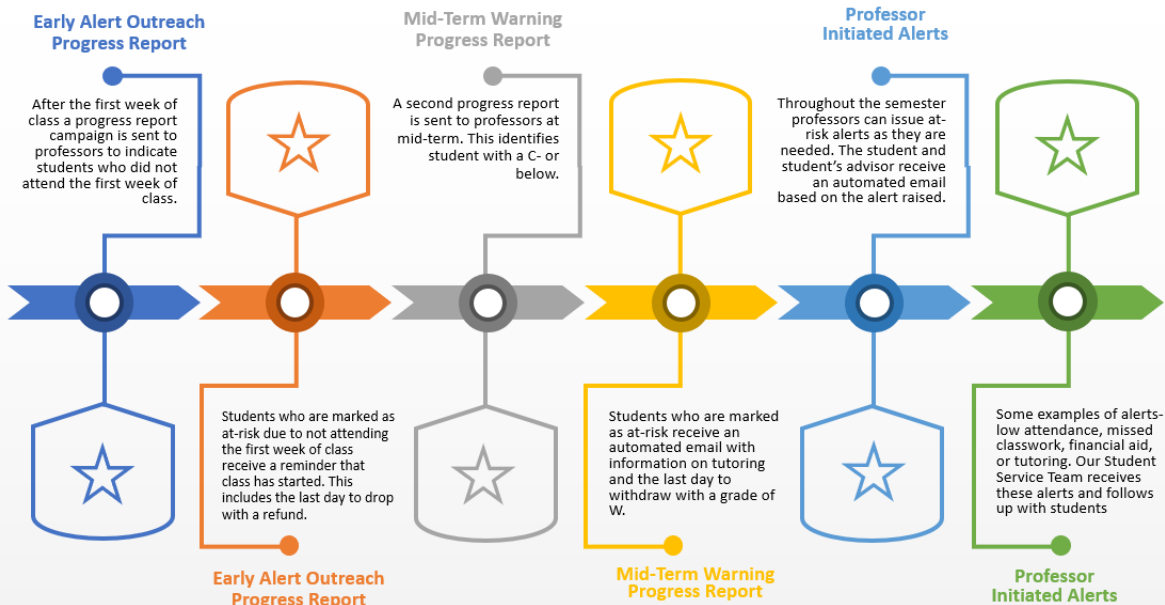 Early Alert Outreach
Progress Report
After the first week of
class a progress report
campaign is sent to
professors to indicate
students who did not
attend the first week of
class.
Students who are marked as
at-risk due to not attending
the first week of class
receive a reminder that
class has started. This
includes the last day to drop
with a refund.
Early Alert Outreach
Progress Report
Mid-Term Warning
Progress Report
A second progress report
is sent to professors at
mid-term. This identifies
student with a C- or
below.
Students who are marked
as at-risk receive an
automated email with
information on tutoring
and the last day to
withdraw with a grade of
W.
Mid-Term Warning
Progress Report
Professor
Initiated Alerts
Throughout the semester
professors can issue at-
risk alerts as they are
needed. The student and
student's advisor receive
an automated email
based on the alert raised.
Some examples of alerts-
low attendance, missed
classwork, financial aid,
or tutoring. Our Student
Service Team receives
these alerts and follows
up with students
Professor
Initiated Alerts